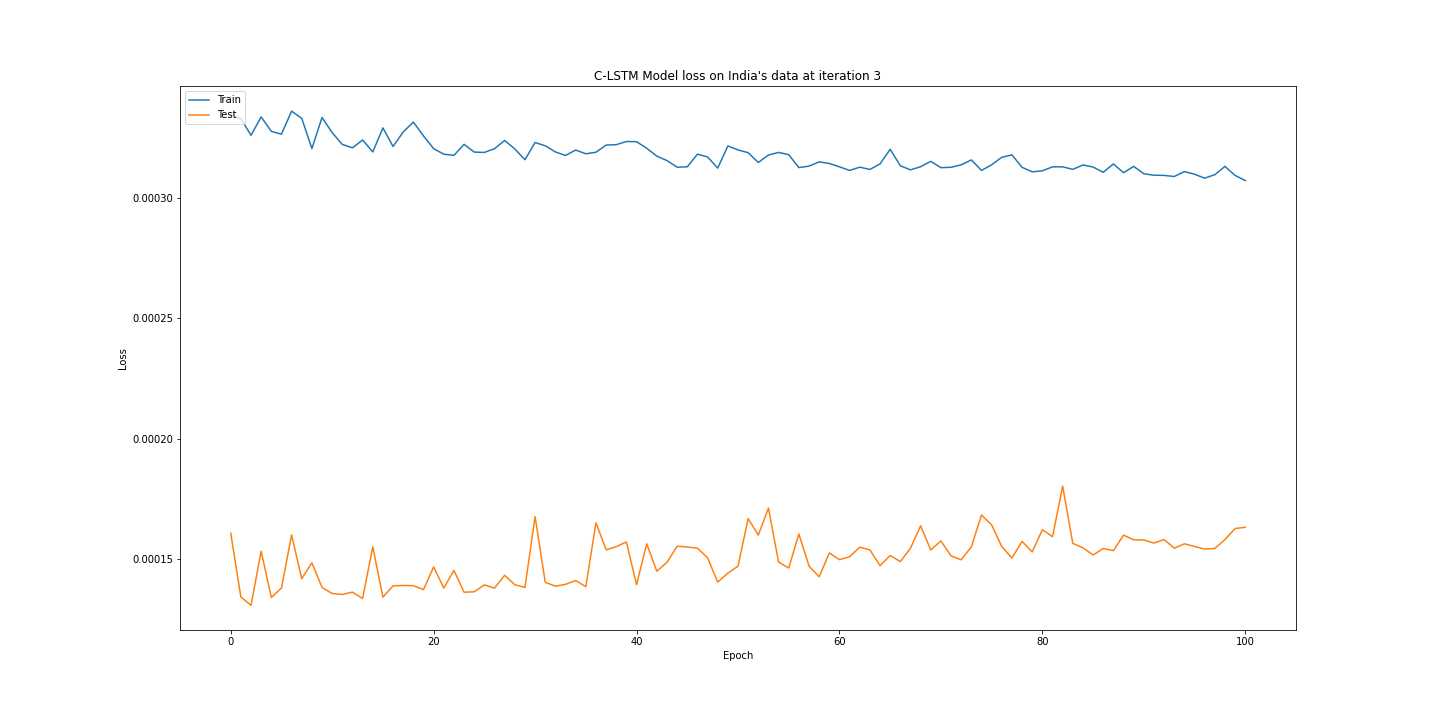 C-LSTM Model loss on India's data at iteration 3
Train
Test
0.00030
0.00025
0.00020
0.00015
Loss
0 20 40 60 80 100
Epoch